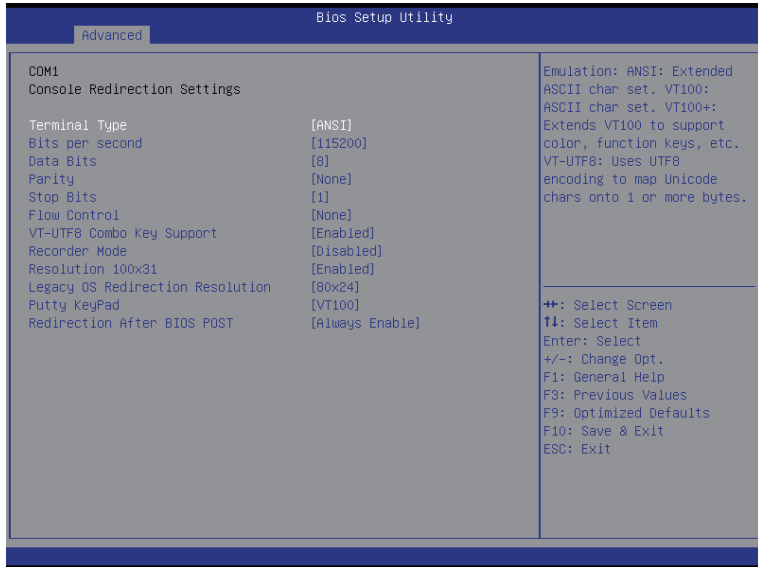 Bios Setup Utility
Advanced
COM1
Console Redirection Settings
Terminal Type [ANSI]
Bits per second [115200]
Data Bits [8]
Parity [None]
Stop Bits [1]
Flow Control [None]
VT-UTF8 Combo Key Support [Enabled]
Recorder Mode [Disabled]
Resolution 100x31 [Enabled]
Legacy OS Redirection Resolution [80x24]
Putty KeyPad [VT100]
Redirection After BIOS POST [Always Enable]
Emulation: ANSI: Extended
ASCII char set. VT100:
ASCII char set. VT100+:
Extends VT100 to support
color, function keys, etc.
VT-UTF8: Uses UTF8
encoding to map Unicode
chars onto 1 or more bytes.
→←: Select Screen
↑↓: Select Item
Enter: Select
+/-: Change Opt.
F1: General Help
F3: Previous Values
F9: Optimized Defaults
F10: Save & Exit
ESC: Exit